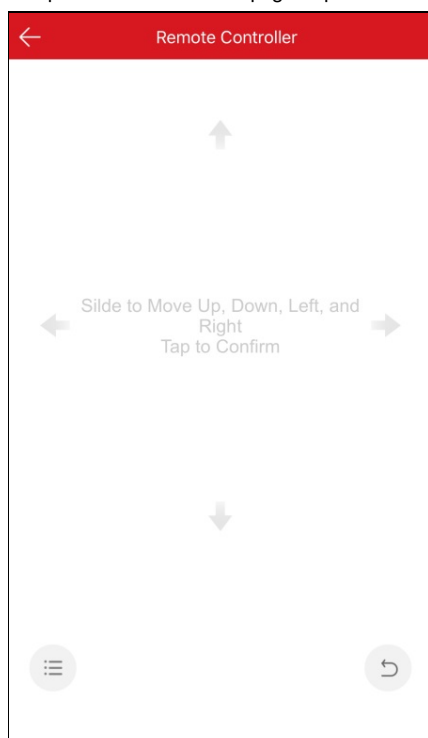 Remote Controller
Silde to Move Up, Down, Left, and
Right
Tap to Confirm